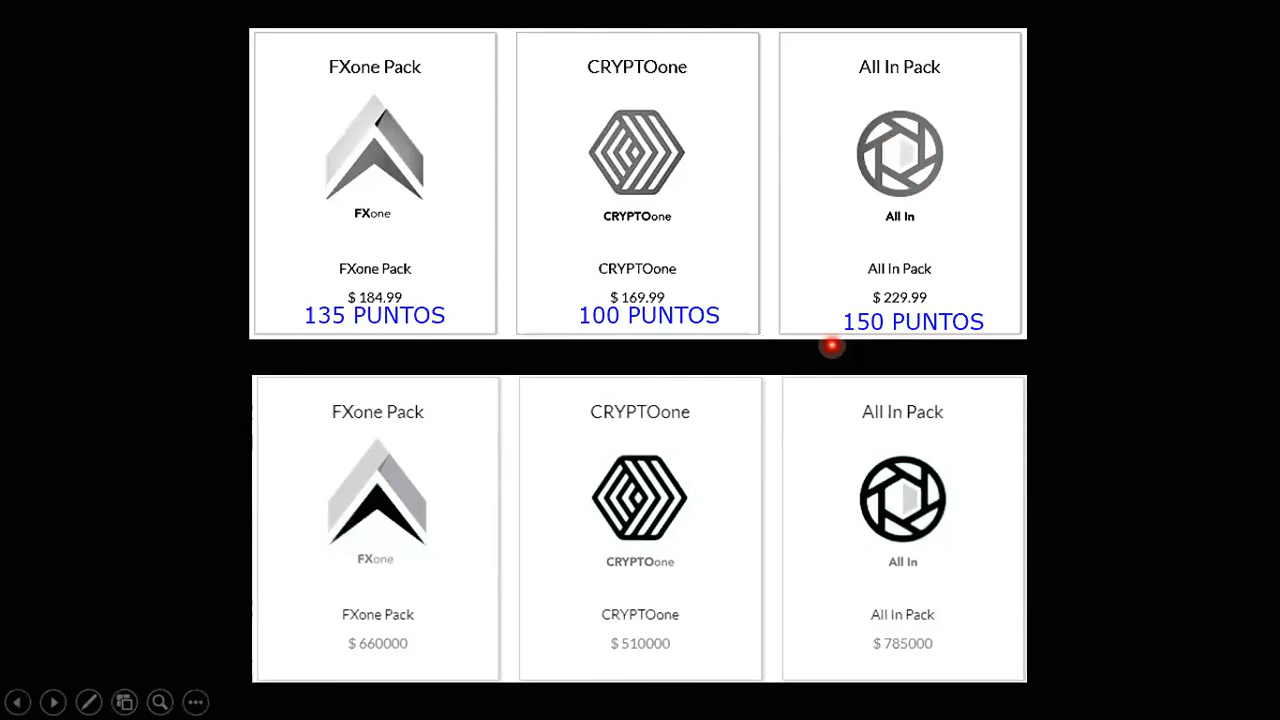 FXone Pack
CRYPTOone
All In Pack
FXone
CRYPTOone
All In
FXone Pack
CRYPTOone
All In Pack
$ 184.99
$ 169.99
$ 229.99
135 PUNTOS
100 PUNTOS
150 PUNTOS
FXone Pack
CRYPTOone
All In Pack
FXone
CRYPTOone
All In
FXone Pack
CRYPTOone
All In Pack
$ 660000
$ 510000
$ 785000